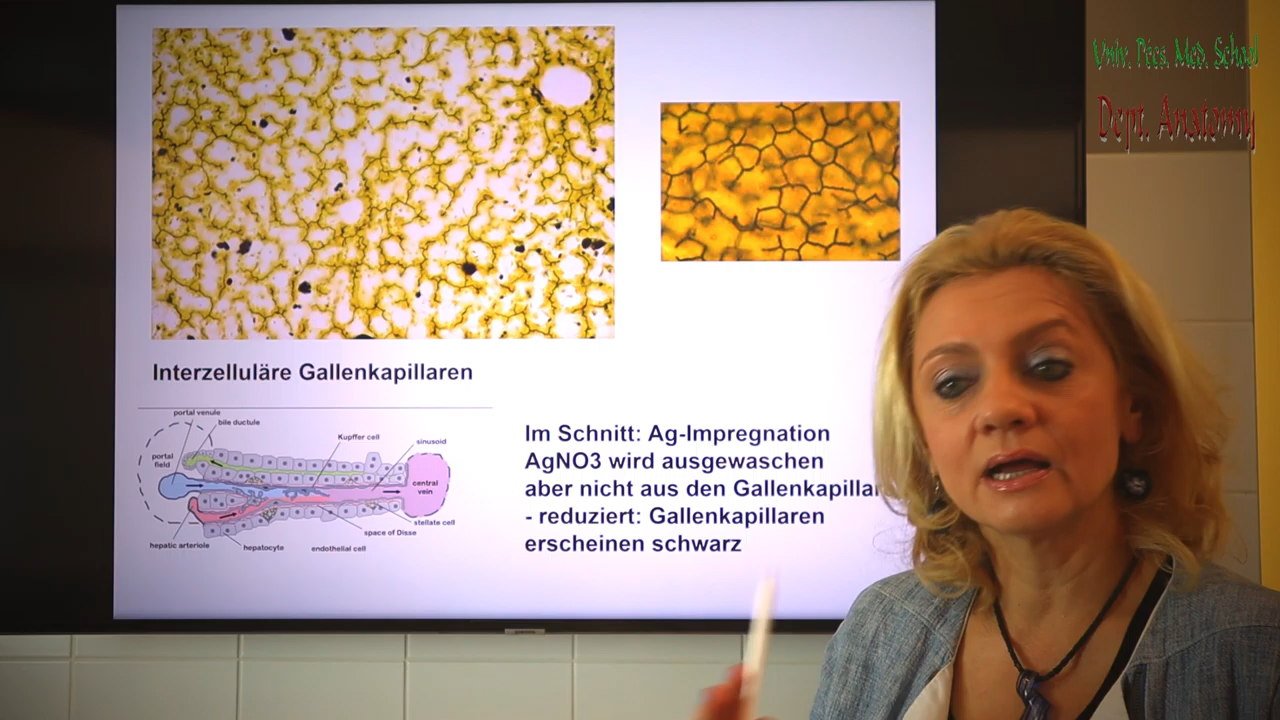 Univ. Pécs. Med. School
Dept. Anatomy
Interzelluläre Gallenkapillaren
portal venule
bile ductule
Kupffer cell
sinusoid
portal
field
central
vein
stellate cell
space of Disse
hepatic arteriole
hepatocyte
endothelial cell
Im Schnitt: Ag-Impregnation
AgNO3 wird ausgewaschen
aber nicht aus den Gallenkapilla
- reduziert: Gallenkapillaren
erscheinen schwarz